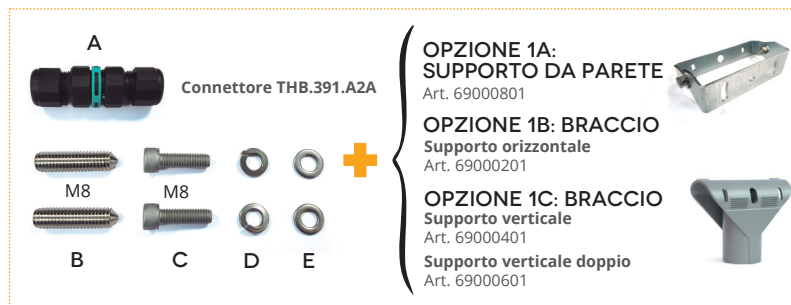 A
Connettore THB.391.A2A
M8
M8
B
C
D
E
OPZIONE 1A:
SUPPORTO DA PARETE
Art. 69000801
OPZIONE 1B: BRACCIO
Supporto orizzontale
Art. 69000201
OPZIONE 1C: BRACCIO
Supporto verticale
Art. 69000401
Supporto verticale doppio
Art. 69000601